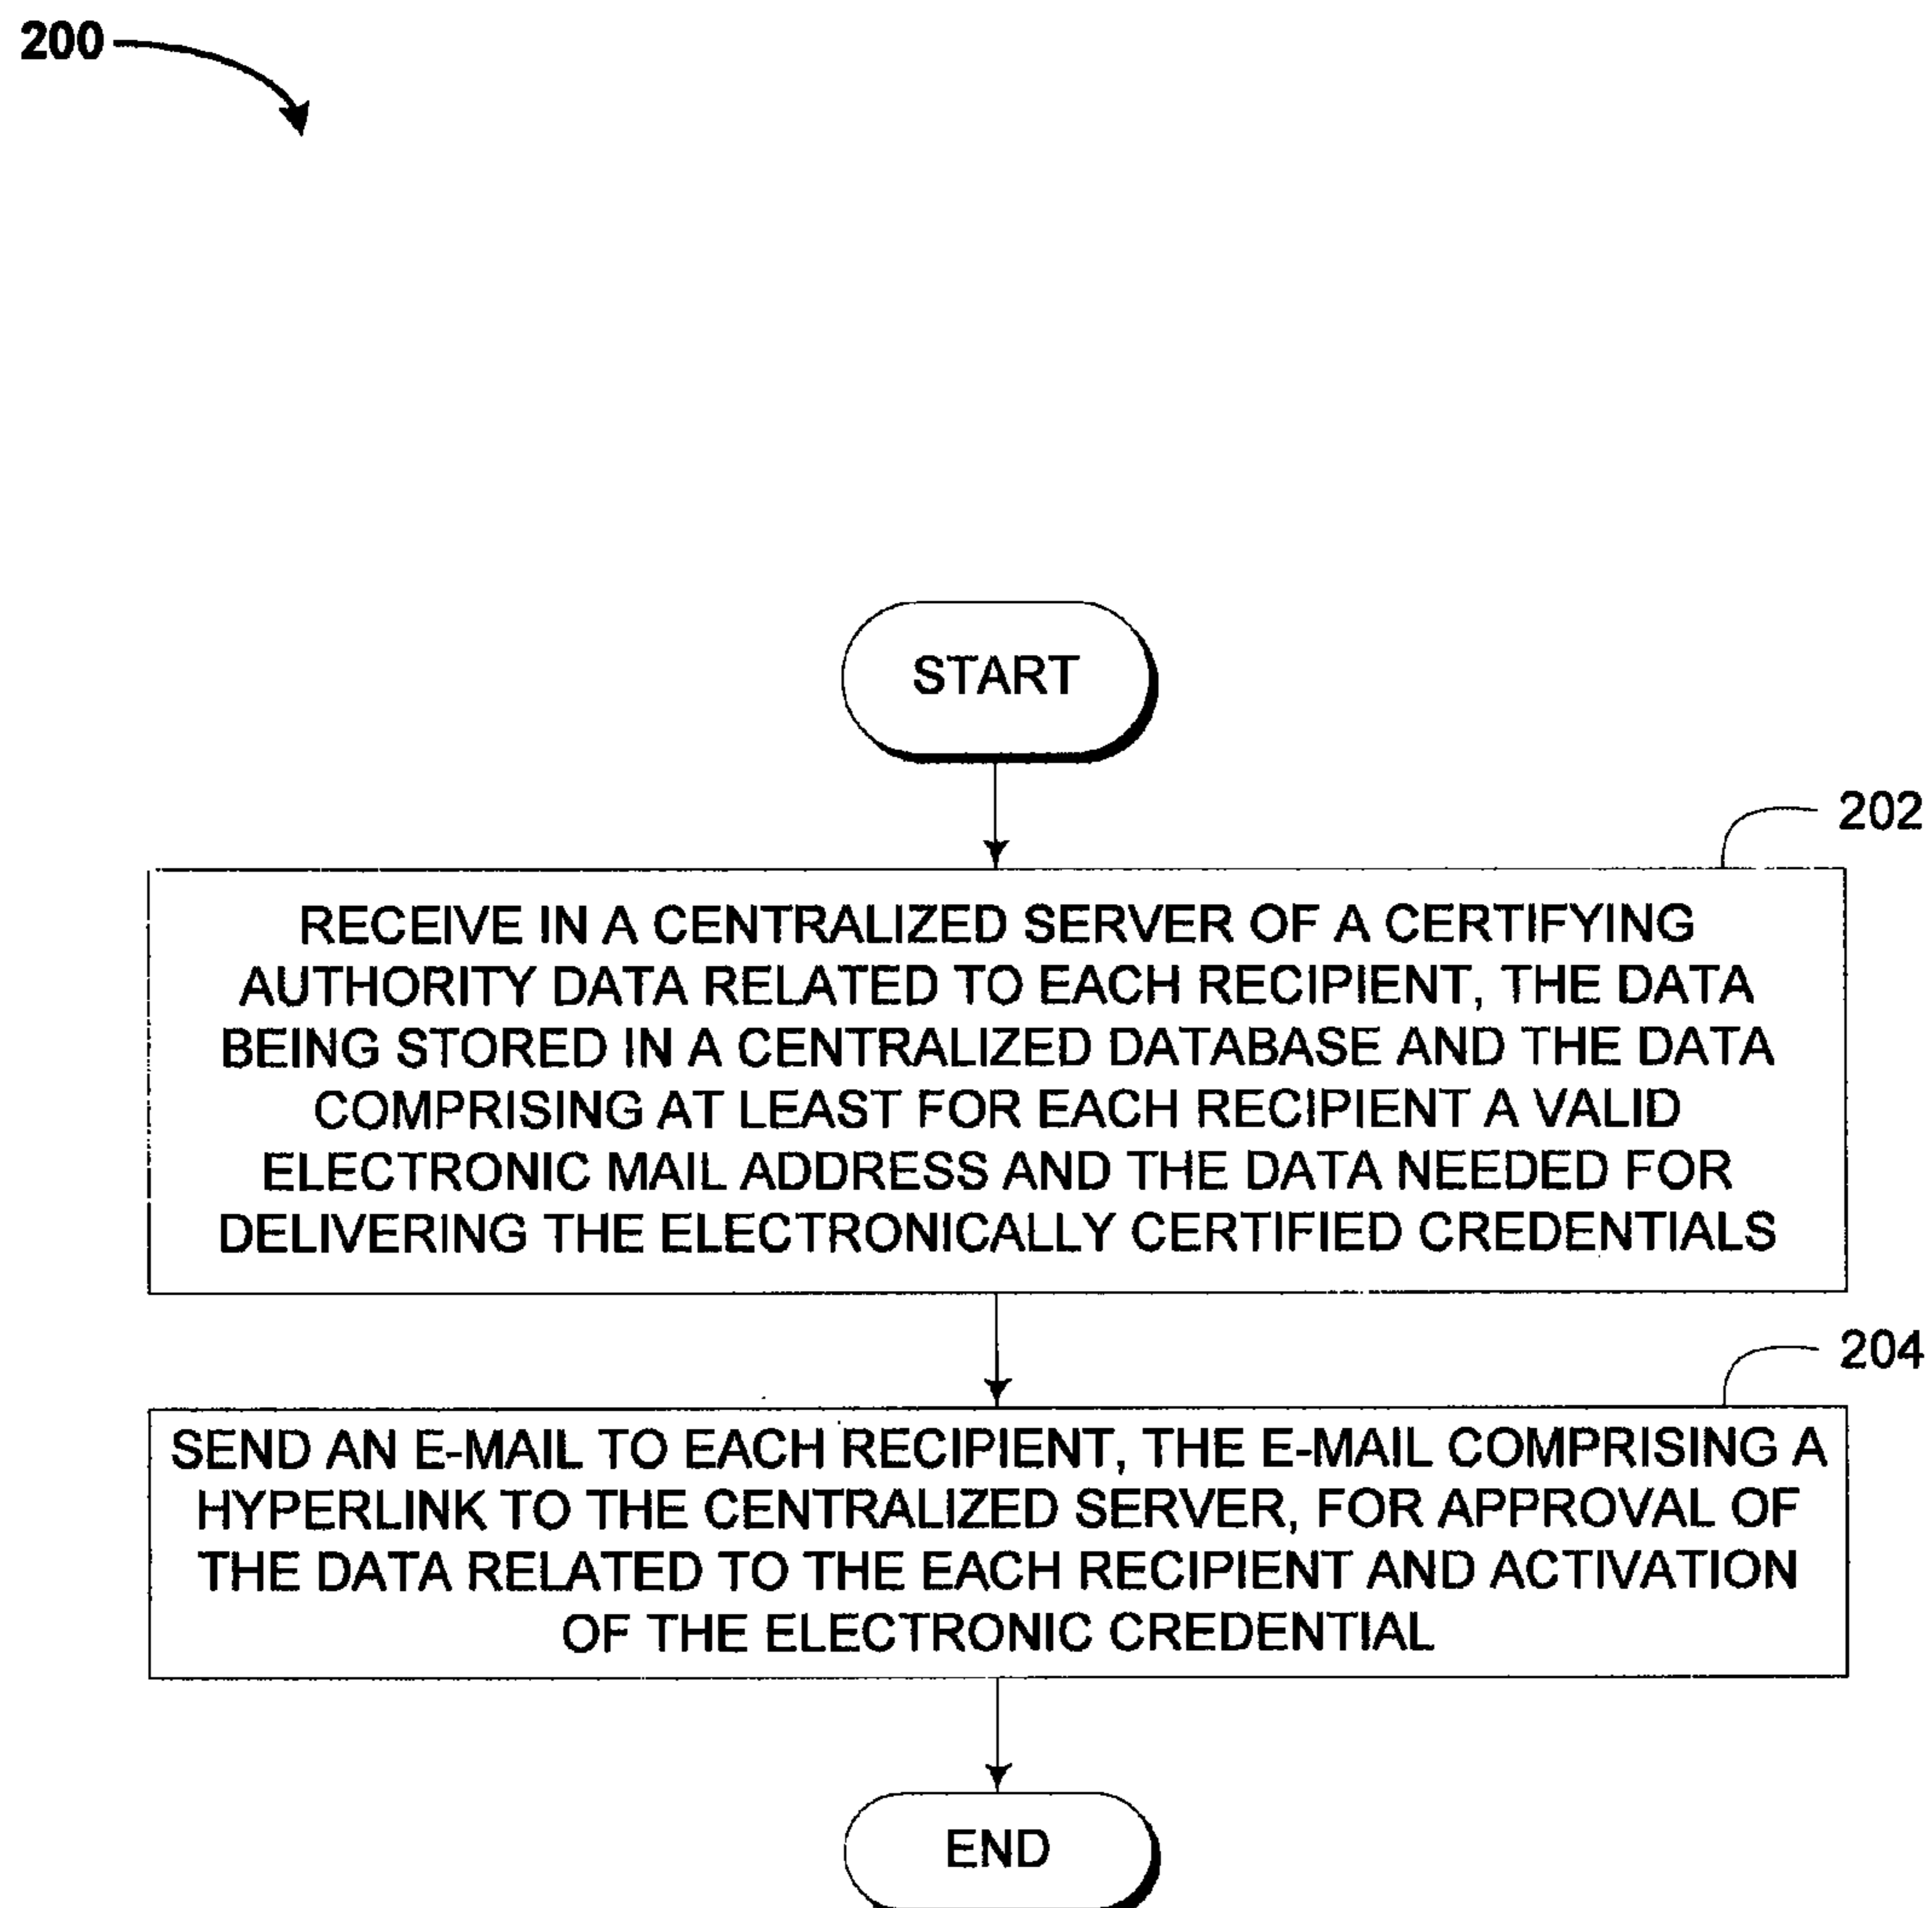 200
START
202
RECEIVE IN A CENTRALIZED SERVER OF A CERTIFYING
AUTHORITY DATA RELATED TO EACH RECIPIENT, THE DATA
BEING STORED IN A CENTRALIZED DATABASE AND THE DATA
COMPRISING AT LEAST FOR EACH RECIPIENT A VALID
ELECTRONIC MAIL ADDRESS AND THE DATA NEEDED FOR
DELIVERING THE ELECTRONICALLY CERTIFIED CREDENTIALS
204
SEND AN E-MAIL TO EACH RECIPIENT, THE E-MAIL COMPRISING A
HYPERLINK TO THE CENTRALIZED SERVER, FOR APPROVAL OF
THE DATA RELATED TO THE EACH RECIPIENT AND ACTIVATION
OF THE ELECTRONIC CREDENTIAL
END